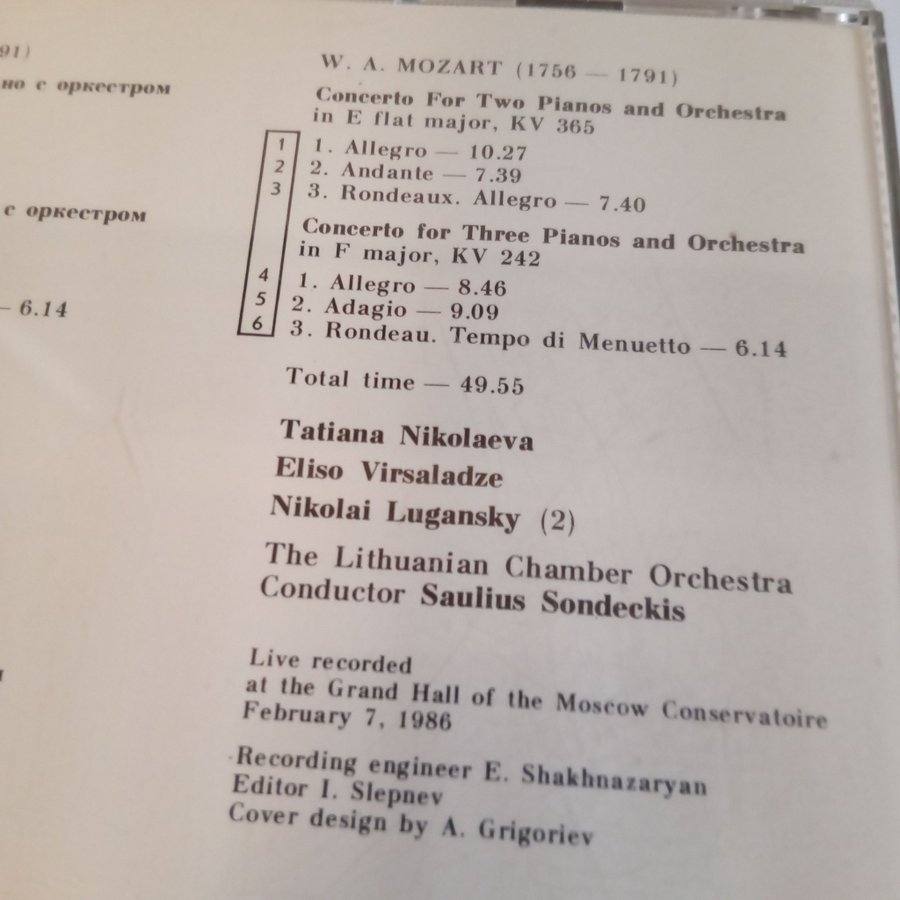 91)
но с оркестром
с оркестром
— 6.14
W. A. MOZART (1756 — 1791)
Concerto For Two Pianos and Orchestra
in E flat major, KV 365
1 1. Allegro — 10.27
2 2. Andante — 7.39
3 3. Rondeaux. Allegro — 7.40
Concerto for Three Pianos and Orchestra
in F major, KV 242
4 1. Allegro — 8.46
5 2. Adagio — 9.09
6 3. Rondeau. Tempo di Menuetto — 6.14
Total time — 49.55
Tatiana Nikolaeva
Eliso Virsaladze
Nikolai Lugansky (2)
The Lithuanian Chamber Orchestra
Conductor Saulius Sondeckis
Live recorded
at the Grand Hall of the Moscow Conservatoire
February 7, 1986
Recording engineer E. Shakhnazaryan
Editor I. Slepnev
Cover design by A. Grigoriev